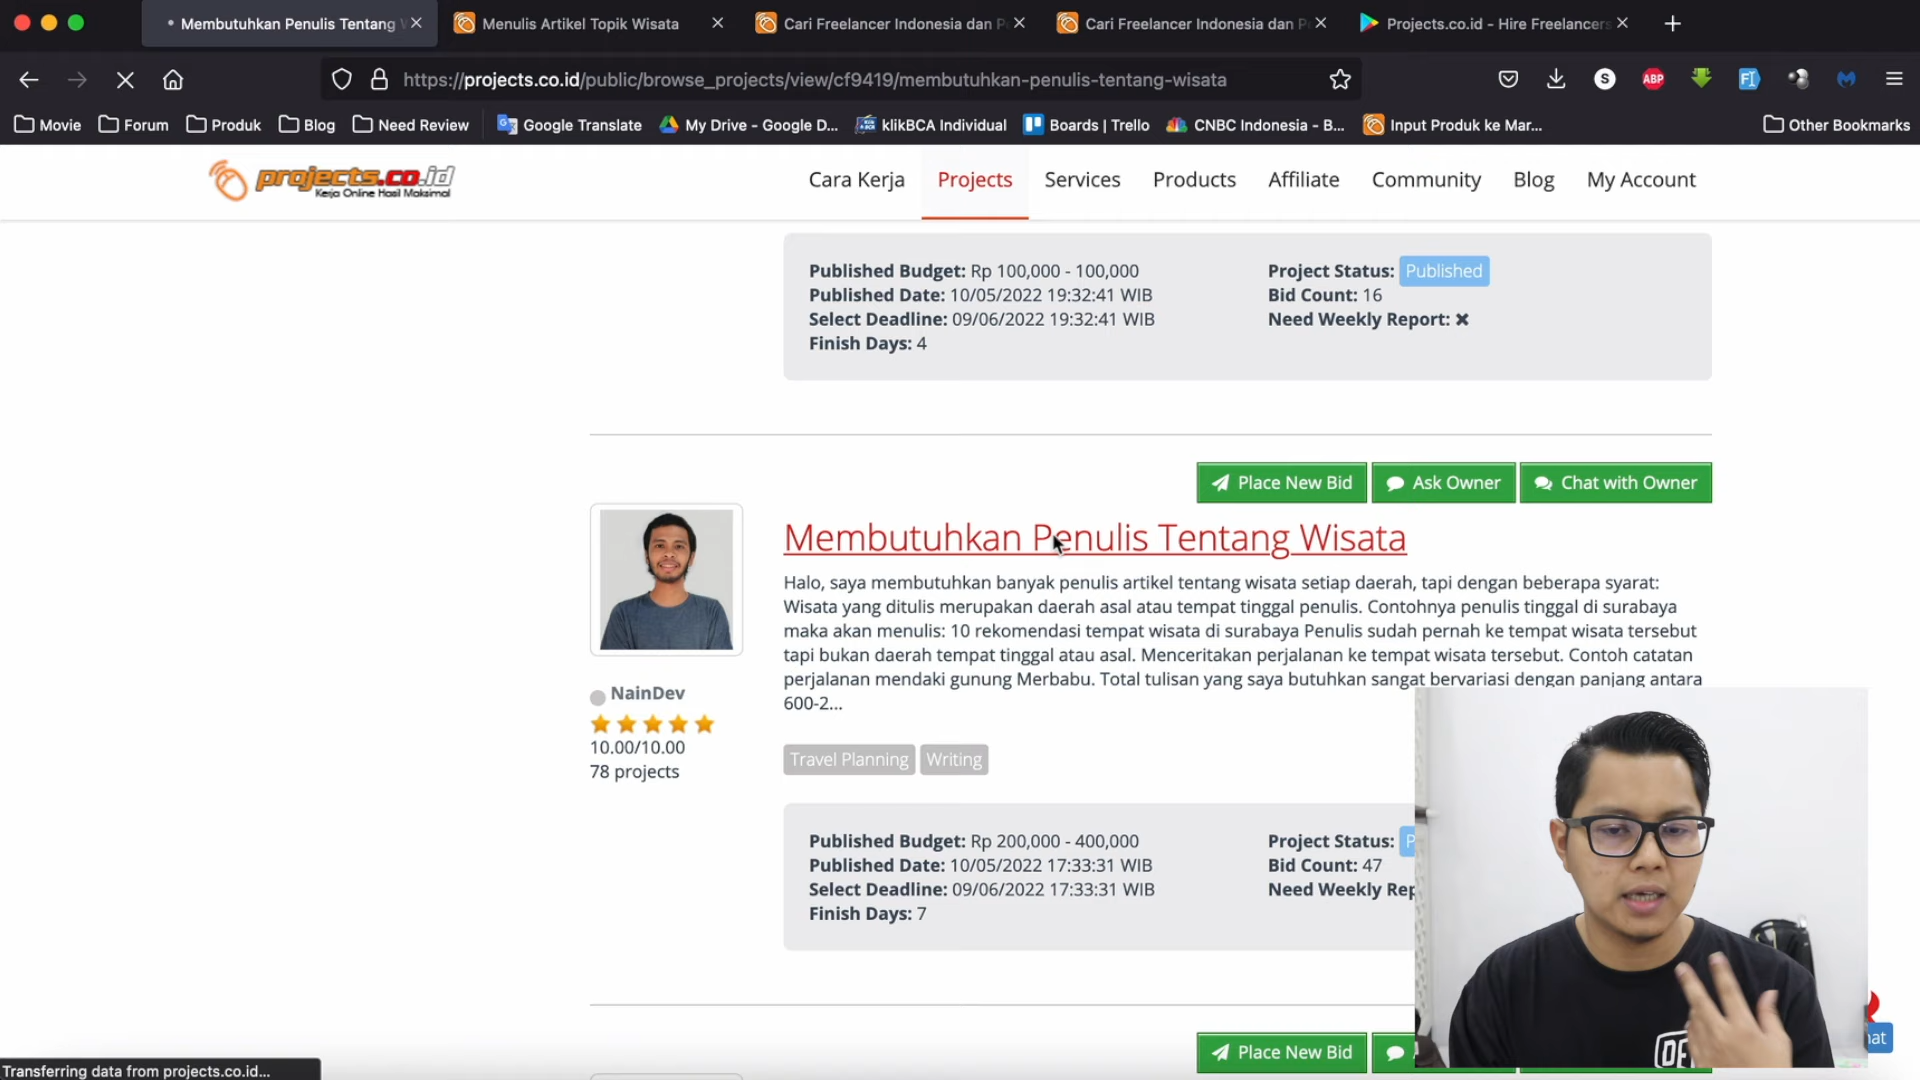 Membutuhkan Penulis Tentang
Menulis Artikel Topik Wisata
Cari Freelancer Indonesia dan P
Cari Freelancer Indonesia dan P
Projects.co.id - Hire Freelancers
https://projects.co.id/public/browse_projects/view/cf9419/membutuhkan-penulis-tentang-wisata
S
ABP
FI
Movie
Forum
Produk
Blog
Need Review
Google Translate
My Drive - Google D...
klikBCA Individual
Boards | Trello
CNBC Indonesia - B...
Input Produk ke Mar...
Other Bookmarks
projects.co.id
Kerja Online Hasil Maksimal
Cara Kerja
Projects
Services
Products
Affiliate
Community
Blog
My Account
Published Budget: Rp 100,000 - 100,000
Published Date: 10/05/2022 19:32:41 WIB
Select Deadline: 09/06/2022 19:32:41 WIB
Finish Days: 4
Project Status: Published
Bid Count: 16
Need Weekly Report: ✖
Place New Bid
Ask Owner
Chat with Owner
Membutuhkan Penulis Tentang Wisata
Halo, saya membutuhkan banyak penulis artikel tentang wisata setiap daerah, tapi dengan beberapa syarat:
Wisata yang ditulis merupakan daerah asal atau tempat tinggal penulis. Contohnya penulis tinggal di surabaya
maka akan menulis: 10 rekomendasi tempat wisata di surabaya Penulis sudah pernah ke tempat wisata tersebut
tapi bukan daerah tempat tinggal atau asal. Menceritakan perjalanan ke tempat wisata tersebut. Contoh catatan
perjalanan mendaki gunung Merbabu. Total tulisan yang saya butuhkan sangat bervariasi dengan panjang antara
600-2...
NainDev
10.00/10.00
78 projects
Travel Planning
Writing
Published Budget: Rp 200,000 - 400,000
Published Date: 10/05/2022 17:33:31 WIB
Select Deadline: 09/06/2022 17:33:31 WIB
Finish Days: 7
Project Status: P
Bid Count: 47
Need Weekly Rep
Place New Bid
hat
Transferring data from projects.co.id...